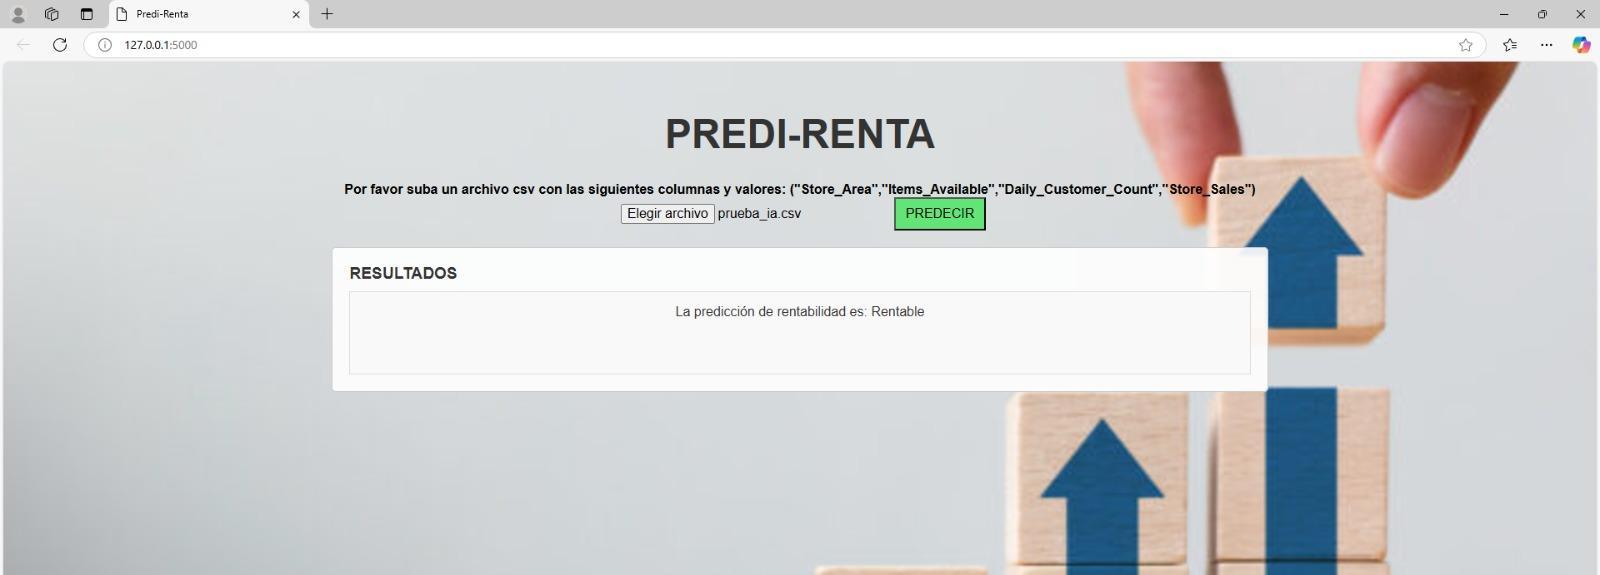 Predi-Renta
127.0.0.1:5000
PREDI-RENTA
Por favor suba un archivo csv con las siguientes columnas y valores: ("Store_Area","Items_Available","Daily_Customer_Count","Store_Sales")
Elegir archivo prueba_ia.csv PREDECIR
RESULTADOS
La predicción de rentabilidad es: Rentable